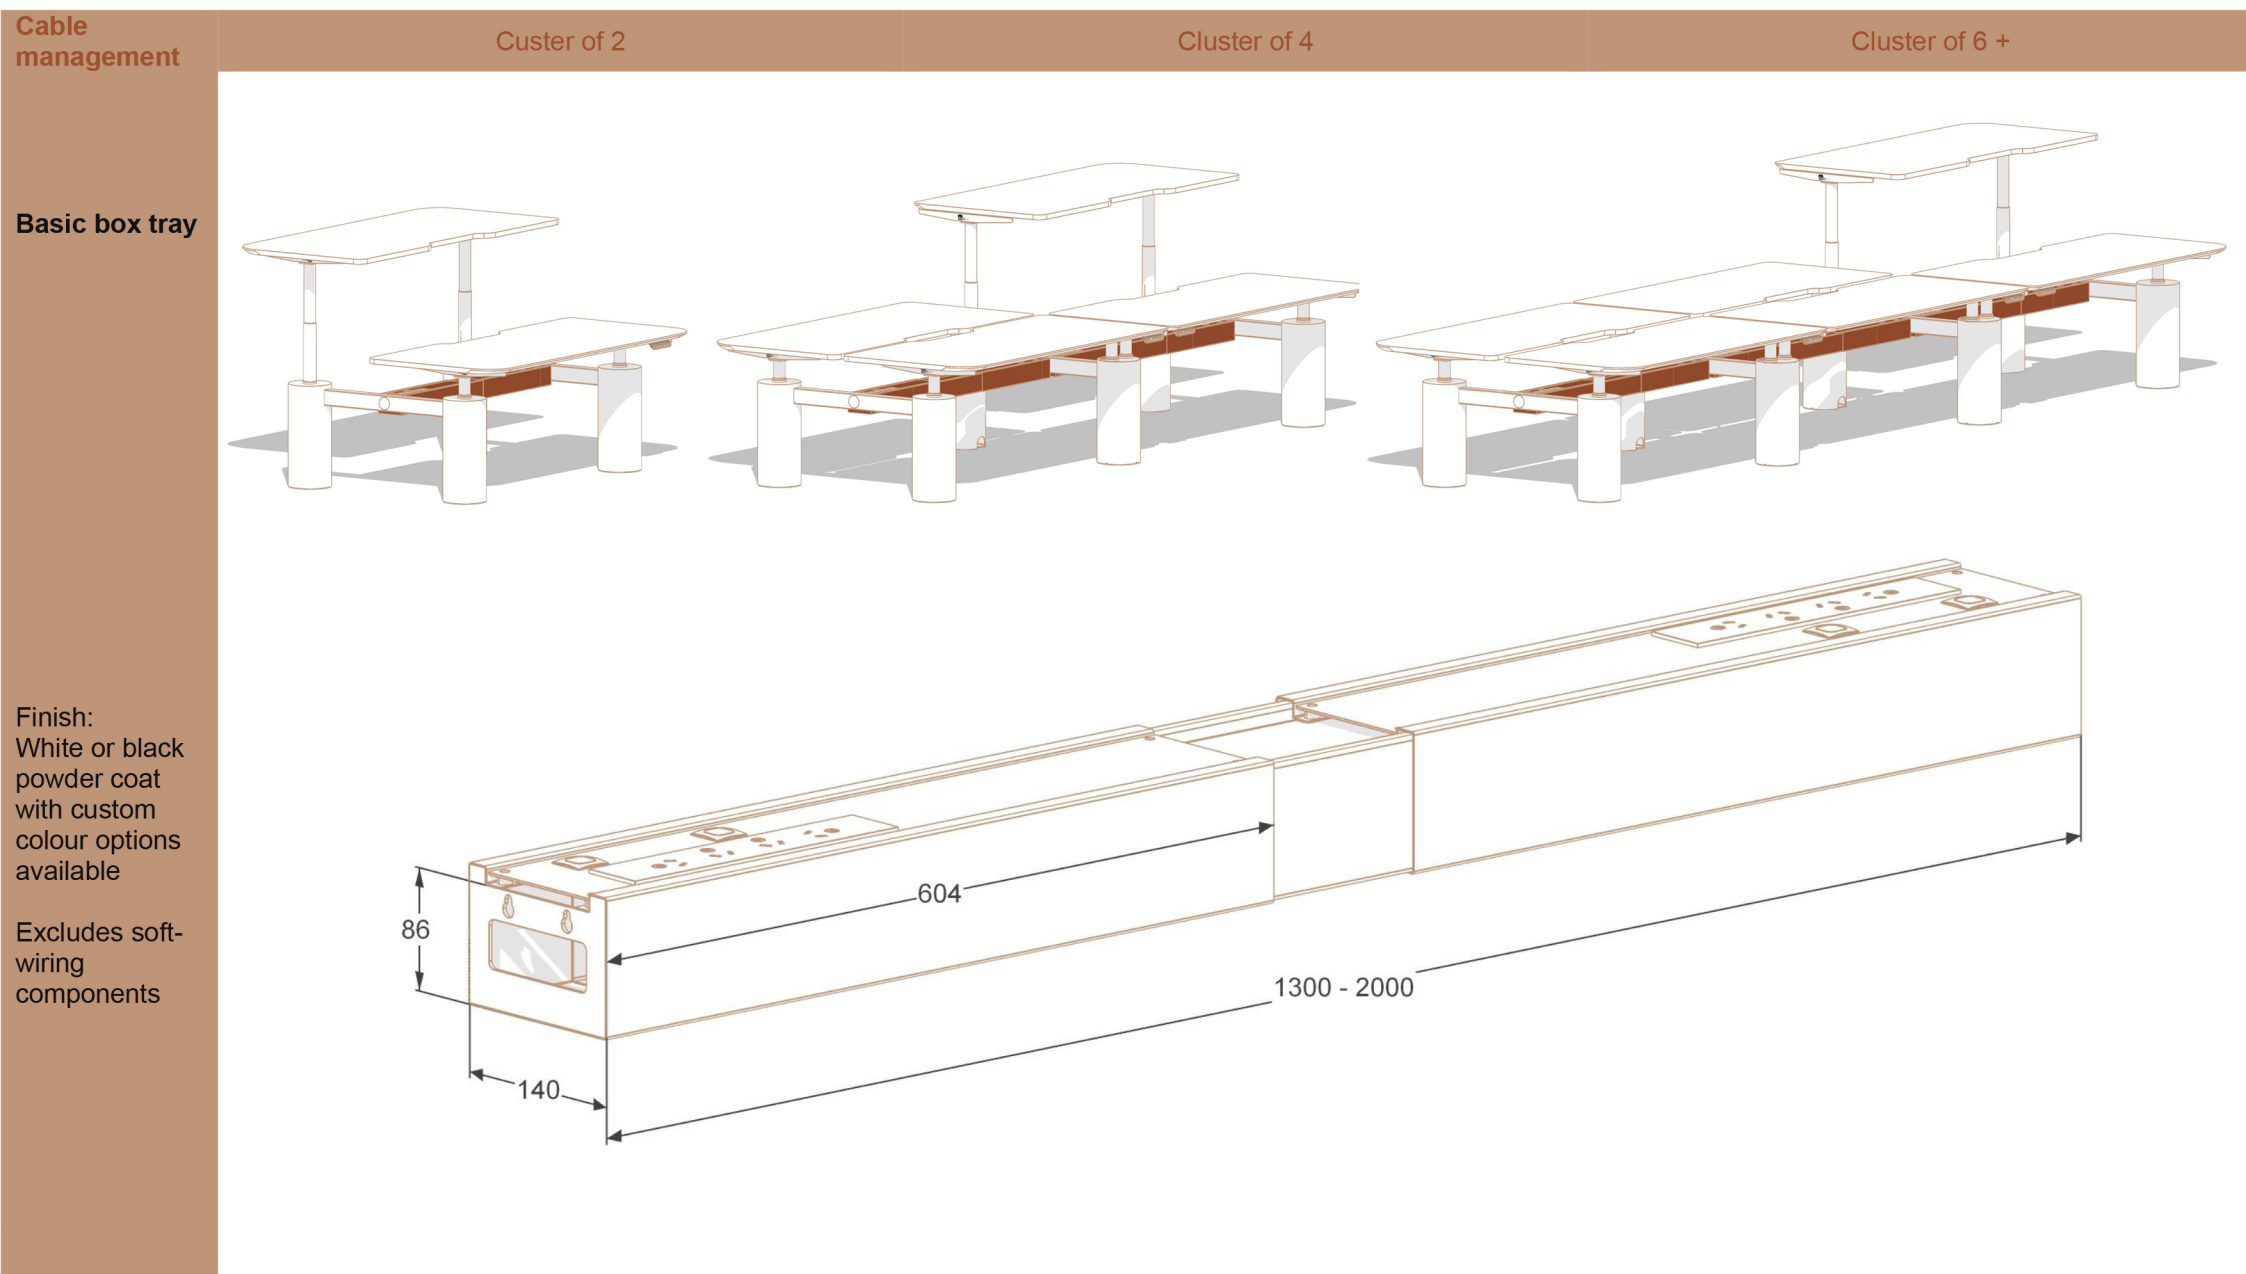 Cable
management
Custer of 2
Cluster of 4
Cluster of 6 +
Basic box tray
Finish:
White or black
powder coat
with custom
colour options
available
Excludes soft-
wiring
components
604
86
1300 - 2000
140